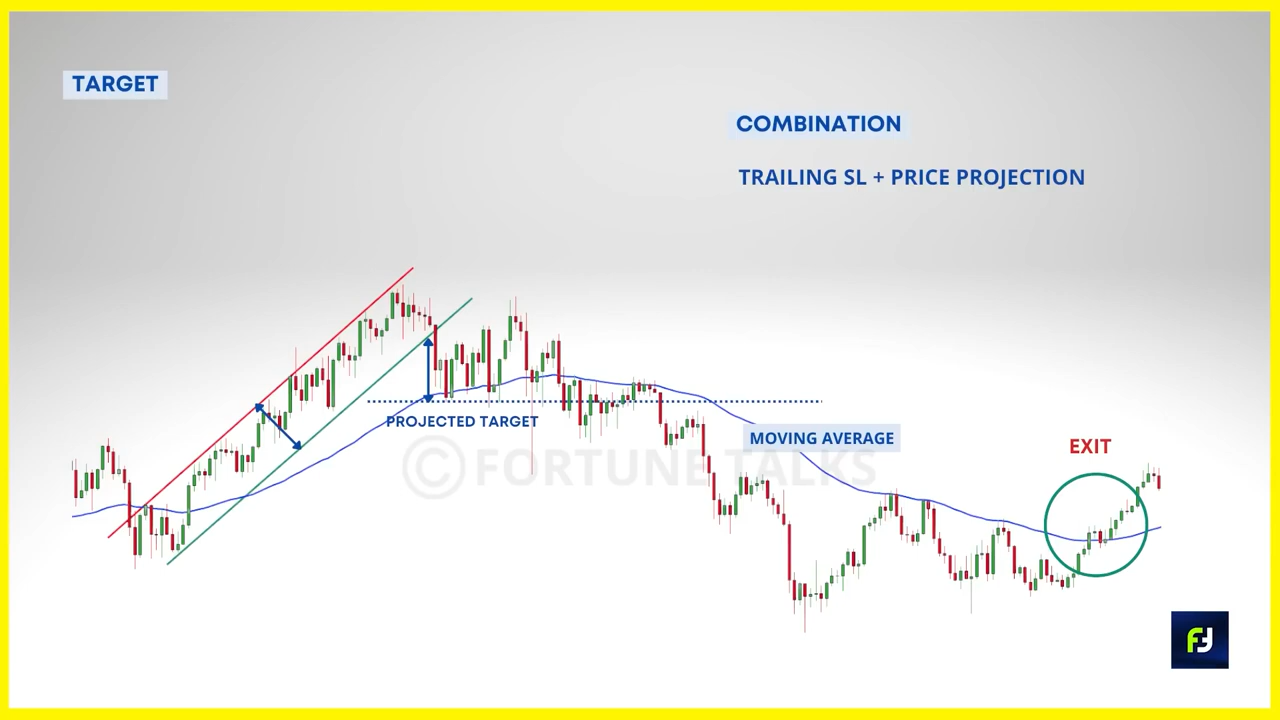 TARGET
COMBINATION
TRAILING SL + PRICE PROJECTION
PROJECTED TARGET
MOVING AVERAGE
EXIT
© FORTUNE TALKS